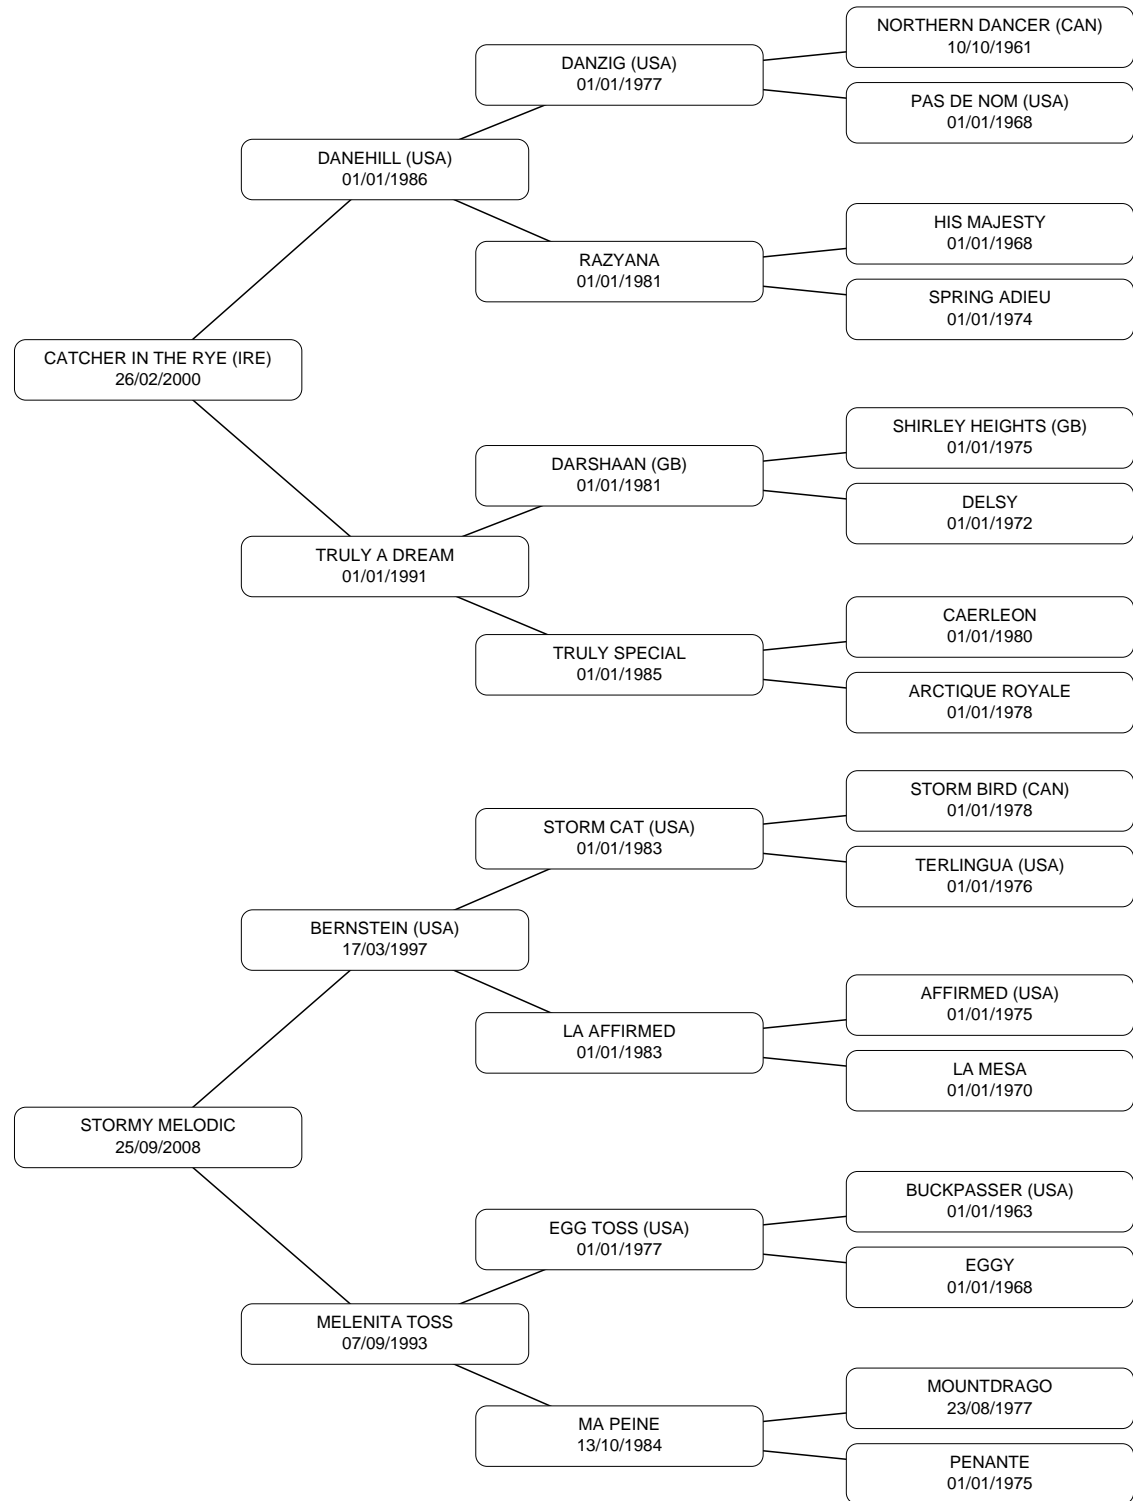 NORTHERN DANCER (CAN)
10/10/1961
DANZIG (USA)
01/01/1977
PAS DE NOM (USA)
01/01/1968
DANEHILL (USA)
01/01/1986
HIS MAJESTY
01/01/1968
RAZYANA
01/01/1981
SPRING ADIEU
01/01/1974
CATCHER IN THE RYE (IRE)
26/02/2000
SHIRLEY HEIGHTS (GB)
01/01/1975
DARSHAAN (GB)
01/01/1981
DELSY
01/01/1972
TRULY A DREAM
01/01/1991
CAERLEON
01/01/1980
TRULY SPECIAL
01/01/1985
ARCTIQUE ROYALE
01/01/1978
STORM BIRD (CAN)
01/01/1978
STORM CAT (USA)
01/01/1983
TERLINGUA (USA)
01/01/1976
BERNSTEIN (USA)
17/03/1997
AFFIRMED (USA)
01/01/1975
LA AFFIRMED
01/01/1983
LA MESA
01/01/1970
STORMY MELODIC
25/09/2008
BUCKPASSER (USA)
01/01/1963
EGG TOSS (USA)
01/01/1977
EGGY
01/01/1968
MELENITA TOSS
07/09/1993
MOUNTDRAGO
23/08/1977
MA PEINE
13/10/1984
PENANTE
01/01/1975